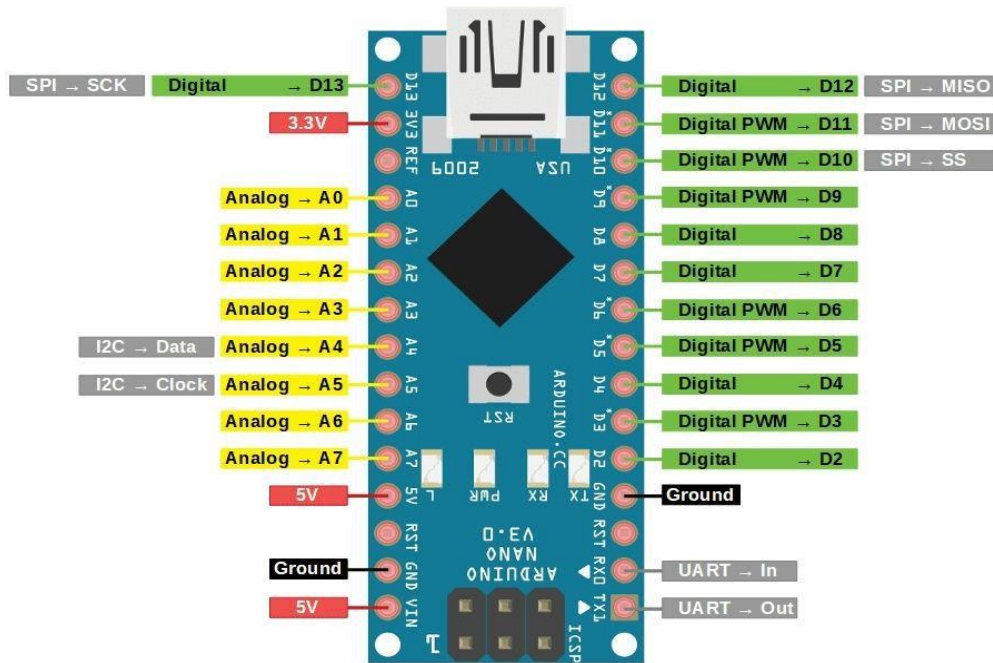 SPI → SCK
Digital → D13
3.3V
Analog → A0
Analog → A1
Analog → A2
Analog → A3
I2C → Data
Analog → A4
I2C → Clock
Analog → A5
Analog → A6
Analog → A7
5V
Ground
5V
D13
3V3
REF
A0
A1
A2
A3
A4
A5
A6
A7
5V
RST
GND
VIN
USA
2009
RST
ARDUINO.CC
TX
RX
PWR
L
ARDUINO
NANO
V3.0
1
ICSP
D12
D11*
D10*
D9*
D8
D7
D6*
D5*
D4
D3*
D2
GND
RST
RX0
TX1
Digital → D12
SPI → MISO
Digital PWM → D11
SPI → MOSI
Digital PWM → D10
SPI → SS
Digital PWM → D9
Digital → D8
Digital → D7
Digital PWM → D6
Digital PWM → D5
Digital → D4
Digital PWM → D3
Digital → D2
Ground
UART → In
UART → Out